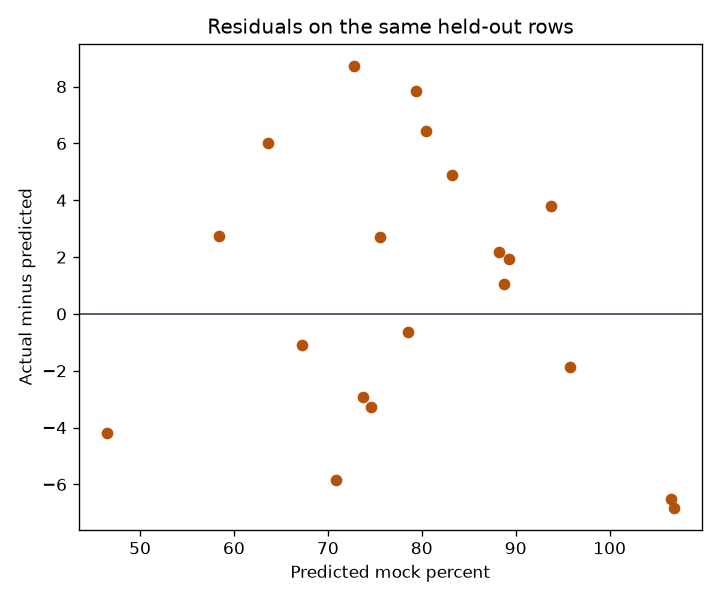 Residuals on the same held-out rows
Actual minus predicted
8
6
4
2
0
−2
−4
−6
50 60 70 80 90 100
Predicted mock percent